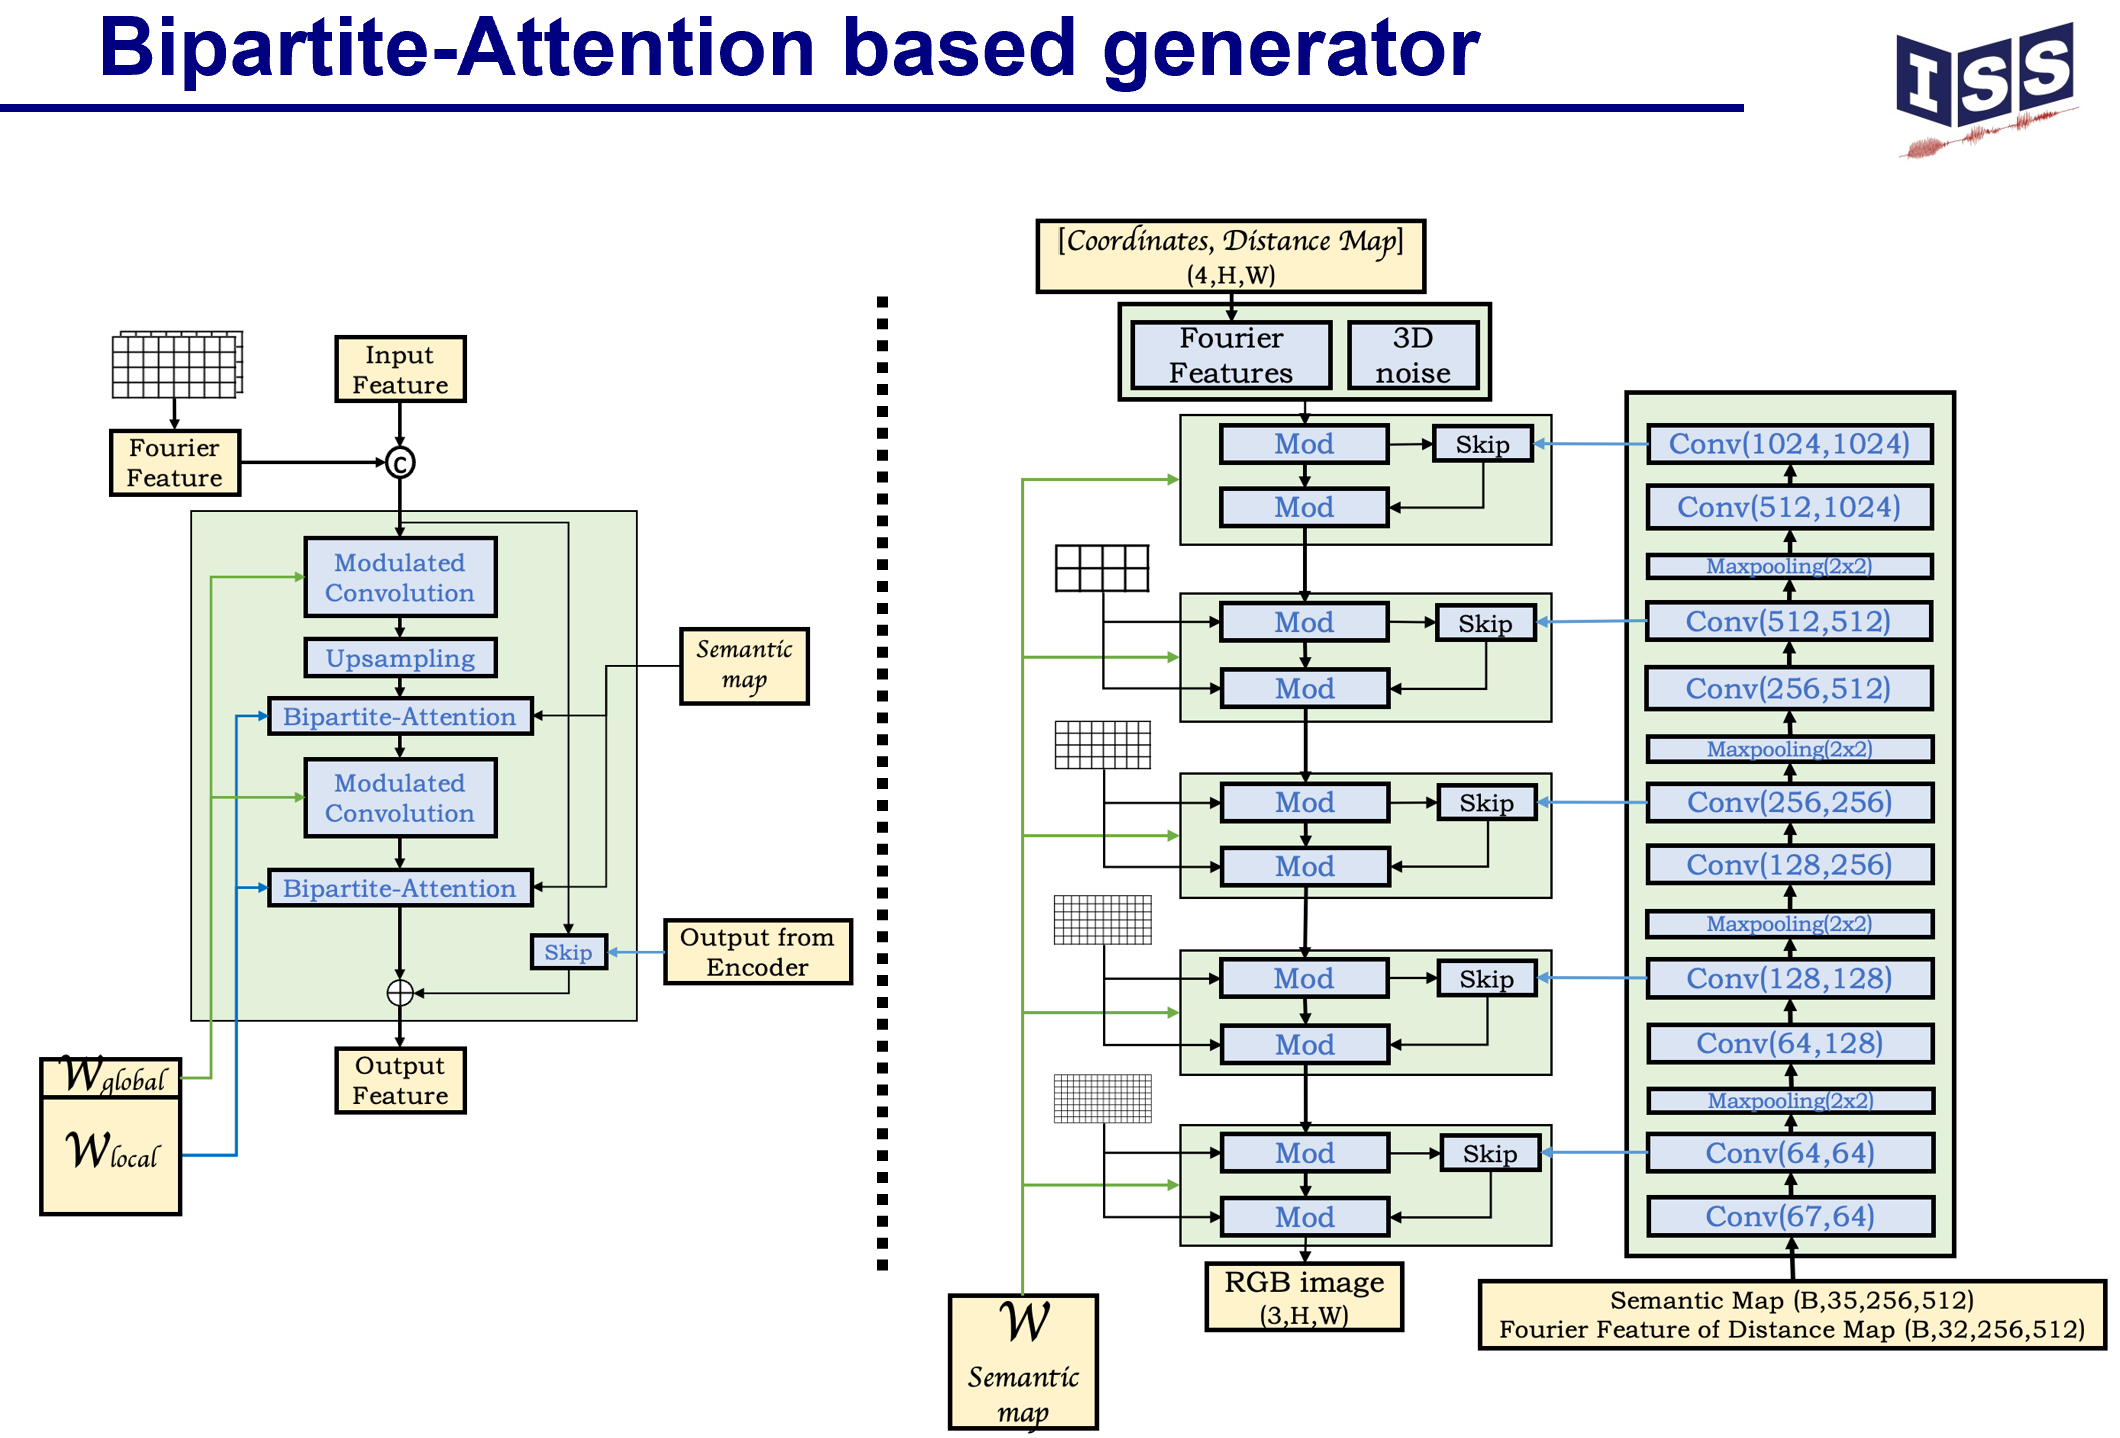 Bipartite-Attention based generator
ISS
Input
Feature
Fourier
Feature
C
Modulated
Convolution
Upsampling
Bipartite-Attention
Modulated
Convolution
Bipartite-Attention
Semantic
map
Skip
Output from
Encoder
Output
Feature
Wglobal
Wlocal
[Coordinates, Distance Map]
(4,H,W)
Fourier
Features
3D
noise
Mod
Skip
Mod
Mod
Skip
Mod
Mod
Skip
Mod
Mod
Skip
Mod
Mod
Skip
Mod
RGB image
(3,H,W)
W
Semantic
map
Conv(1024,1024)
Conv(512,1024)
Maxpooling(2x2)
Conv(512,512)
Conv(256,512)
Maxpooling(2x2)
Conv(256,256)
Conv(128,256)
Maxpooling(2x2)
Conv(128,128)
Conv(64,128)
Maxpooling(2x2)
Conv(64,64)
Conv(67,64)
Semantic Map (B,35,256,512)
Fourier Feature of Distance Map (B,32,256,512)